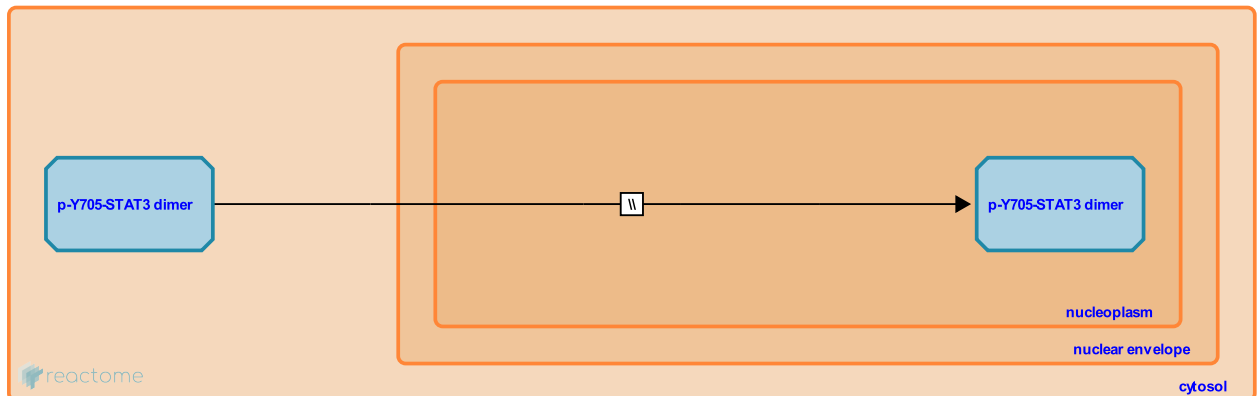 p-Y705-STAT3 dimer
\\
p-Y705-STAT3 dimer
nucleoplasm
nuclear envelope
reactome
cytosol